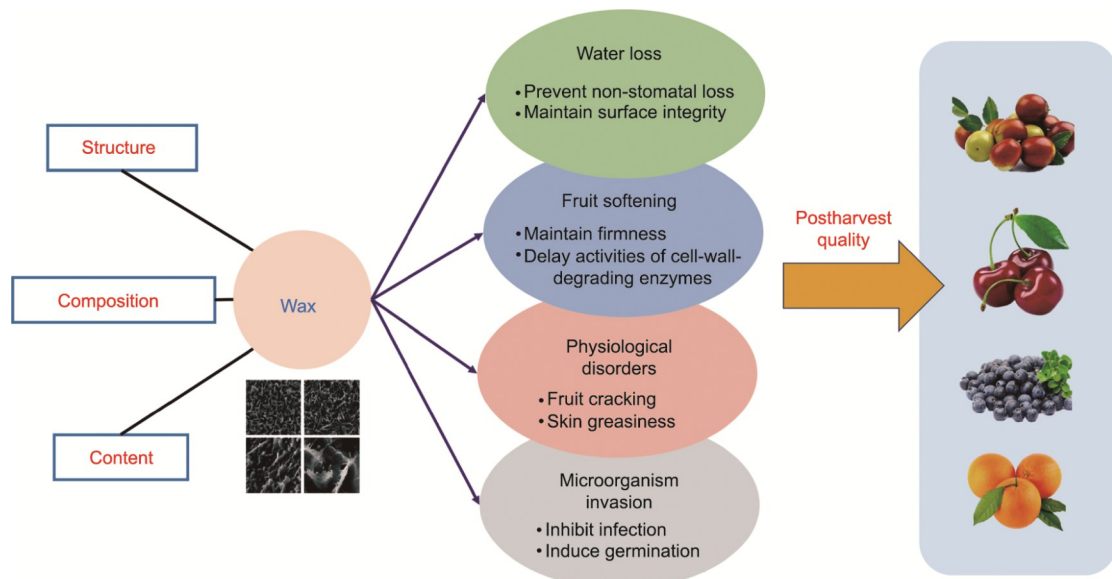 Structure
Composition
Content
Wax
Water loss
• Prevent non-stomatal loss
• Maintain surface integrity
Fruit softening
• Maintain firmness
• Delay activities of cell-wall-
degrading enzymes
Physiological
disorders
• Fruit cracking
• Skin greasiness
Microorganism
invasion
• Inhibit infection
• Induce germination
Postharvest
quality